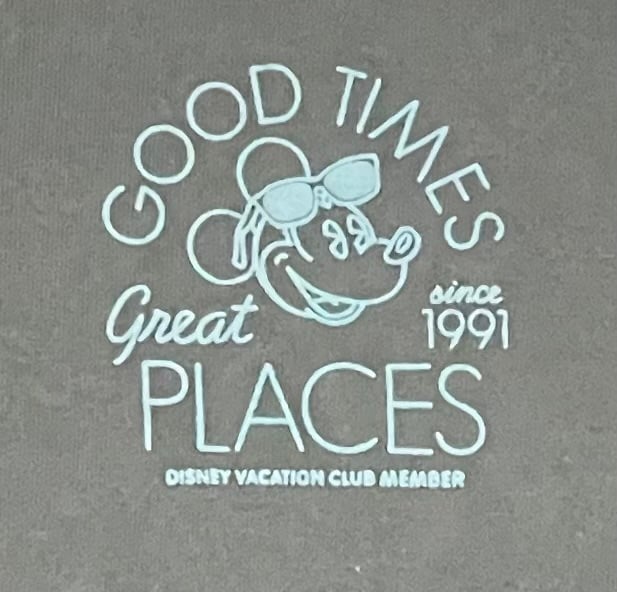 GOOD TIMES
Great
since
1991
PLACES
DISNEY VACATION CLUB MEMBER